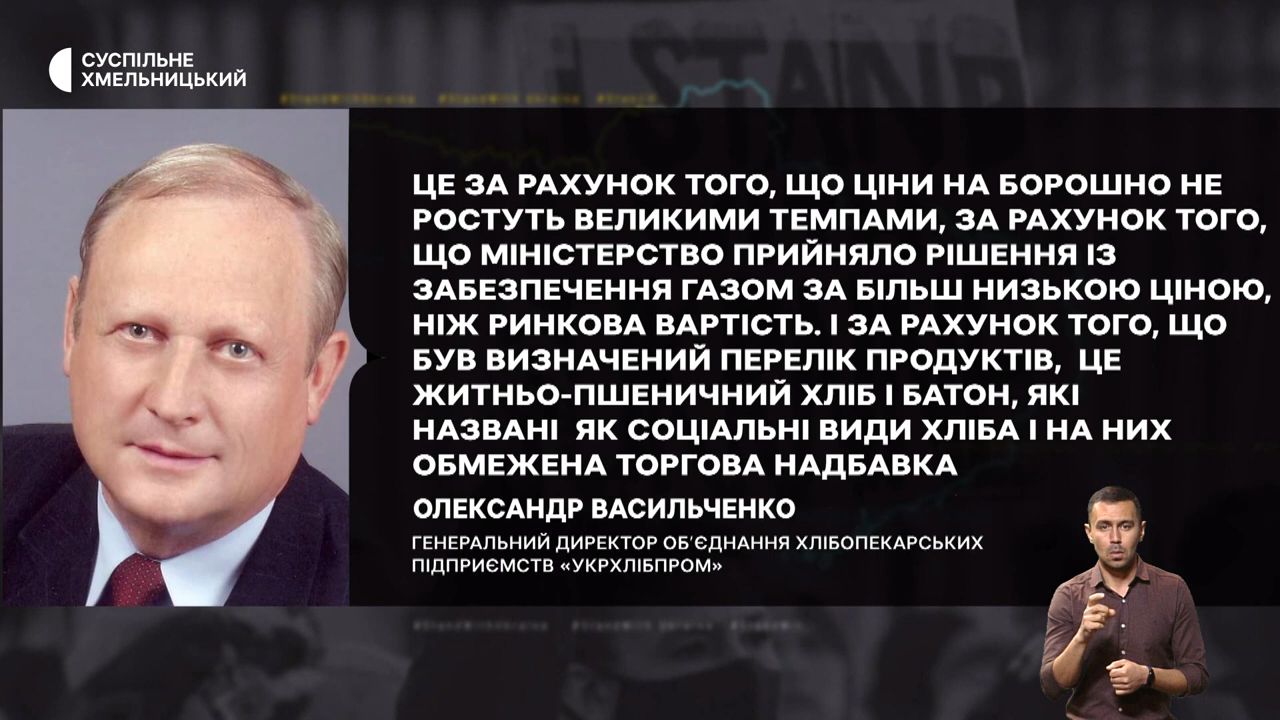 СУСПІЛЬНЕ
ХМЕЛЬНИЦЬКИЙ
I STAND
ЦЕ ЗА РАХУНОК ТОГО, ЩО ЦІНИ НА БОРОШНО НЕ
РОСТУТЬ ВЕЛИКИМИ ТЕМПАМИ, ЗА РАХУНОК ТОГО,
ЩО МІНІСТЕРСТВО ПРИЙНЯЛО РІШЕННЯ ІЗ
ЗАБЕЗПЕЧЕННЯ ГАЗОМ ЗА БІЛЬШ НИЗЬКОЮ ЦІНОЮ,
НІЖ РИНКОВА ВАРТІСТЬ. І ЗА РАХУНОК ТОГО, ЩО
БУВ ВИЗНАЧЕНИЙ ПЕРЕЛІК ПРОДУКТІВ, ЦЕ
ЖИТНЬО-ПШЕНИЧНИЙ ХЛІБ І БАТОН, ЯКІ
НАЗВАНІ ЯК СОЦІАЛЬНІ ВИДИ ХЛІБА І НА НИХ
ОБМЕЖЕНА ТОРГОВА НАДБАВКА
ОЛЕКСАНДР ВАСИЛЬЧЕНКО
ГЕНЕРАЛЬНИЙ ДИРЕКТОР ОБ’ЄДНАННЯ ХЛІБОПЕКАРСЬКИХ
ПІДПРИЄМСТВ «УКРХЛІБПРОМ»